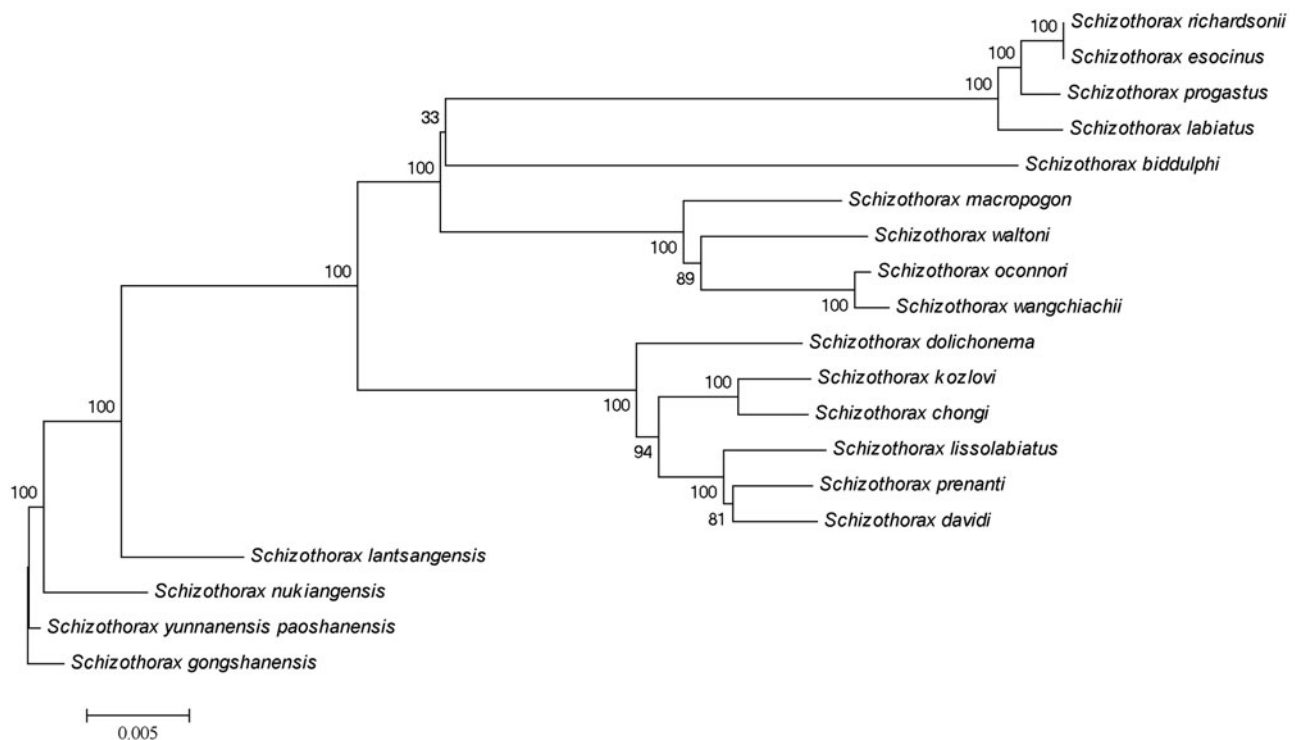 100 Schizothorax richardsonii
100 Schizothorax esocinus
100 Schizothorax progastus
Schizothorax labiatus
33
100 Schizothorax biddulphi
Schizothorax macropogon
100 Schizothorax waltoni
100 89 Schizothorax oconnori
100 Schizothorax wangchiachii
Schizothorax dolichonema
100 Schizothorax kozlovi
100 Schizothorax chongi
100 94 Schizothorax lissolabiatus
100 Schizothorax prenanti
100 81 Schizothorax davidi
Schizothorax lantsangensis
Schizothorax nukiangensis
Schizothorax yunnanensis paoshanensis
Schizothorax gongshanensis
0.005